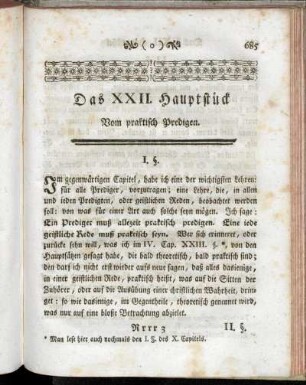 ( o ) 685
Das XXII. Hauptstück
Vom praktisch Predigen.
I. §.
Im gegenwärtigen Capitel, habe ich eine der wichtigsten Lehren
für alle Prediger, vorzutragen; eine Lehre, die, in allen
und jeden Predigten, oder geistlichen Reden, beobachtet werden
soll: von was für einer Art auch solche seyn mögen. Ich sage:
Ein Prediger muß allezeit praktisch predigen. Eine jede
geistliche Rede muß praktisch seyn. Wer sich erinnert, oder
zurücke sehn will, was ich im IV. Cap. XXIII. §. *, von den
Hauptsätzen gesagt habe, die bald theoretisch, bald praktisch sind;
den darf ich nicht erst wieder aufs neue sagen, daß alles dasjenige,
in einer geistlichen Rede, praktisch heißt, was auf die Sitten der
Zuhörer, oder auf die Ausübung einer christlichen Wahrheit, dringet:
so wie dasjenige, im Gegentheile, theoretisch genannt wird,
was nur auf eine bloße Betrachtung abzielet.
Rrrr 3 II. §.
* Man lese hier auch nochmals den I. §. des X. Capitels.